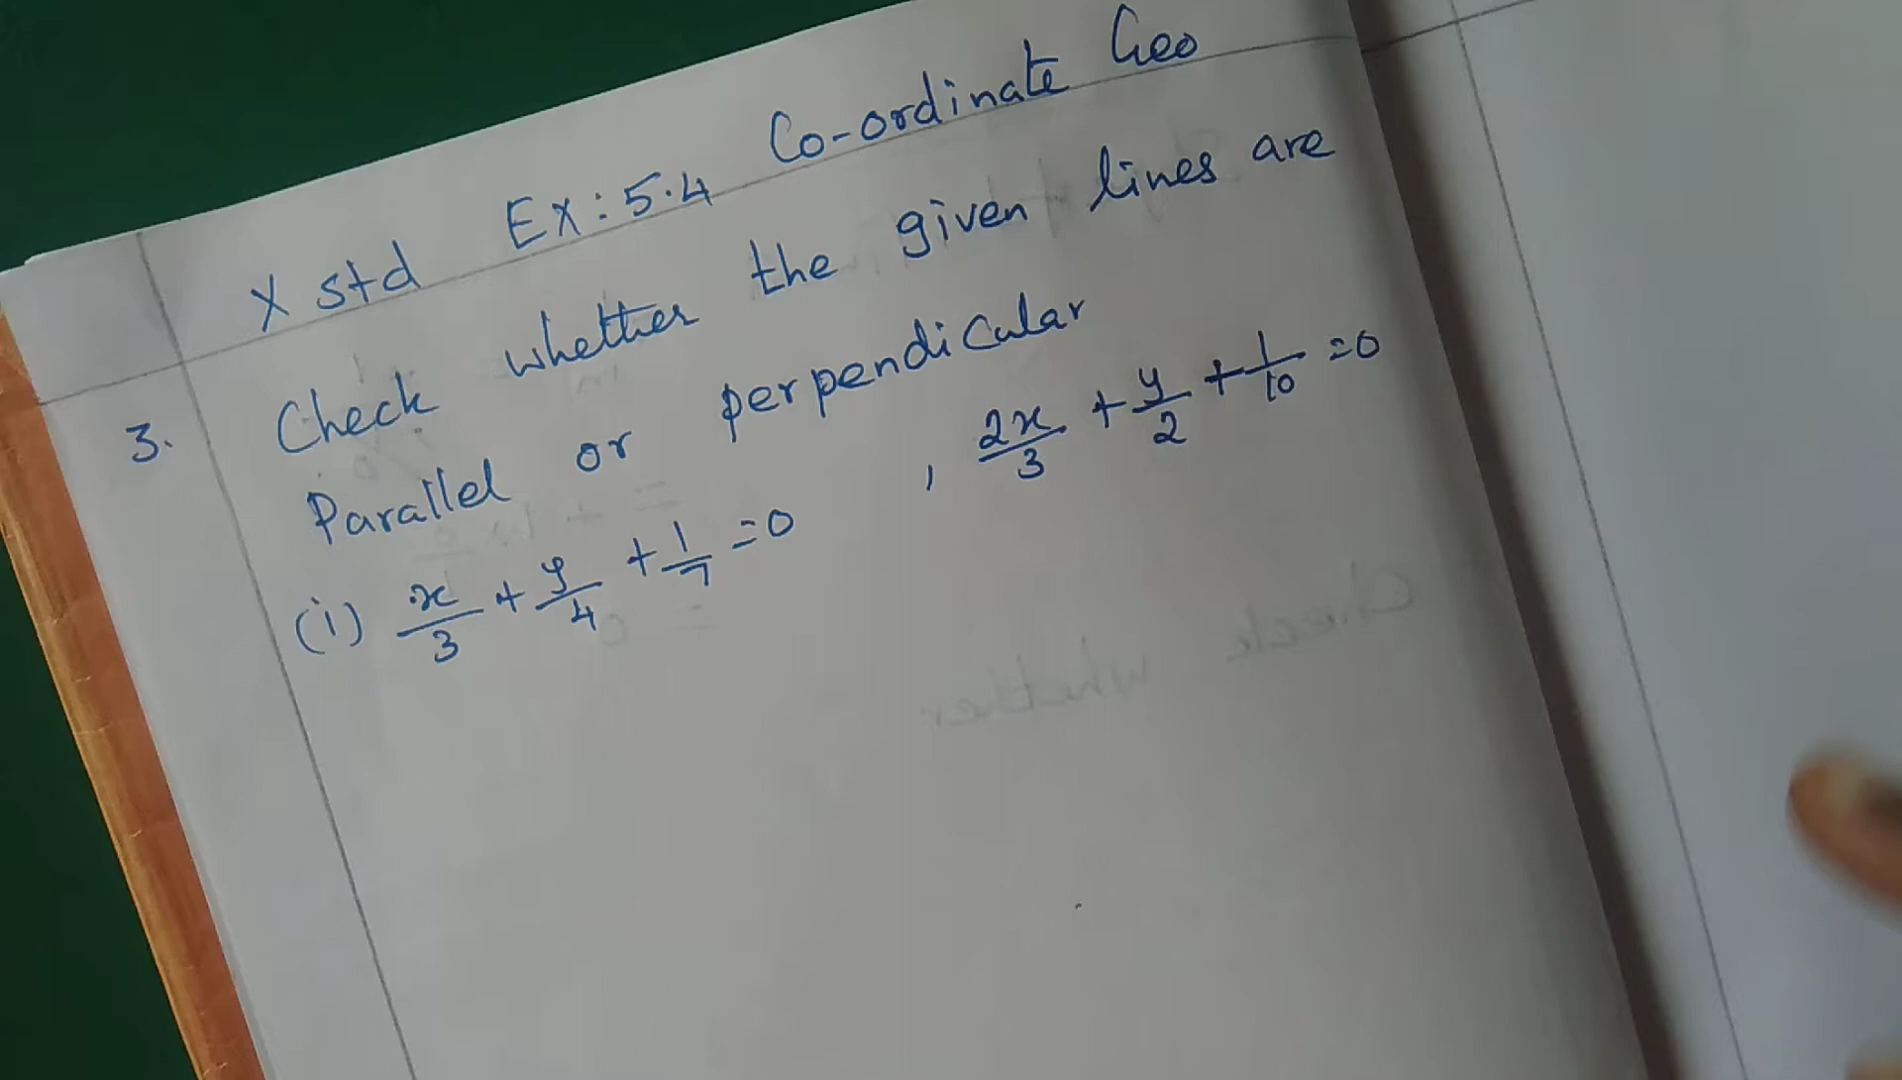 X std Ex: 5.4 Co-ordinate Geo
3. Check whether the given lines are
Parallel or perpendicular
(i) x/3 + y/4 + 1/7 = 0 , 2x/3 + y/2 + 1/10 = 0